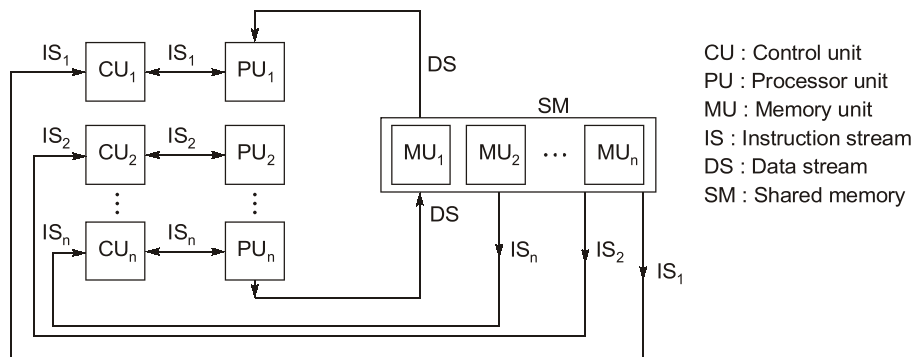 IS₁
CU₁
IS₁
PU₁
DS
SM
MU₁
MU₂
...
MUₙ
IS₂
CU₂
IS₂
PU₂
ISₙ
CUₙ
ISₙ
PUₙ
DS
ISₙ
IS₂
IS₁
CU : Control unit
PU : Processor unit
MU : Memory unit
IS : Instruction stream
DS : Data stream
SM : Shared memory